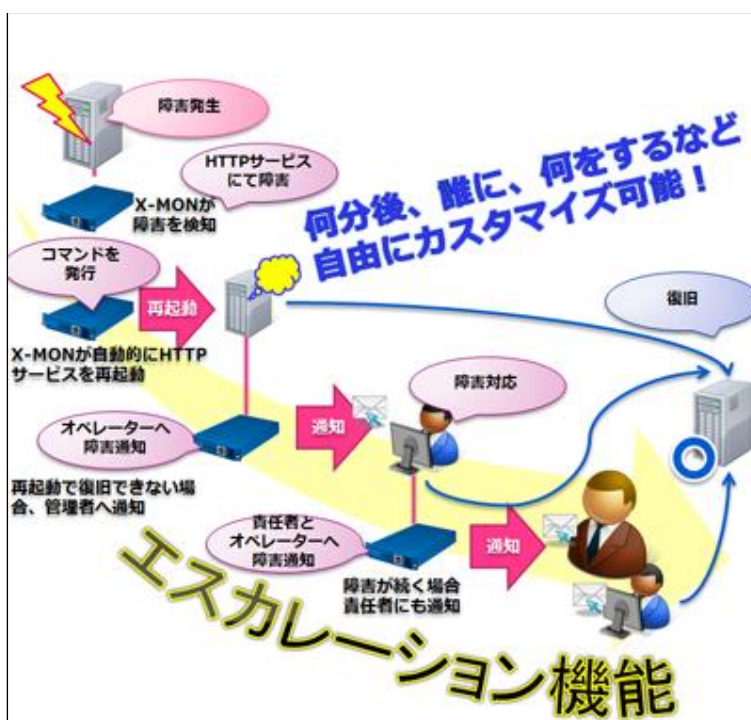 障害発生
HTTPサービス
にて障害
X-MONが
障害を検知
何分後、誰に、何をするなど
自由にカスタマイズ可能！
コマンドを
発行
再起動
復旧
X-MONが自動的にHTTP
サービスを再起動
障害対応
オペレーターへ
障害通知
通知
再起動で復旧できない場
合、管理者へ通知
責任者と
オペレーターへ
障害通知
通知
障害が続く場合
責任者にも通知
エスカレーション機能